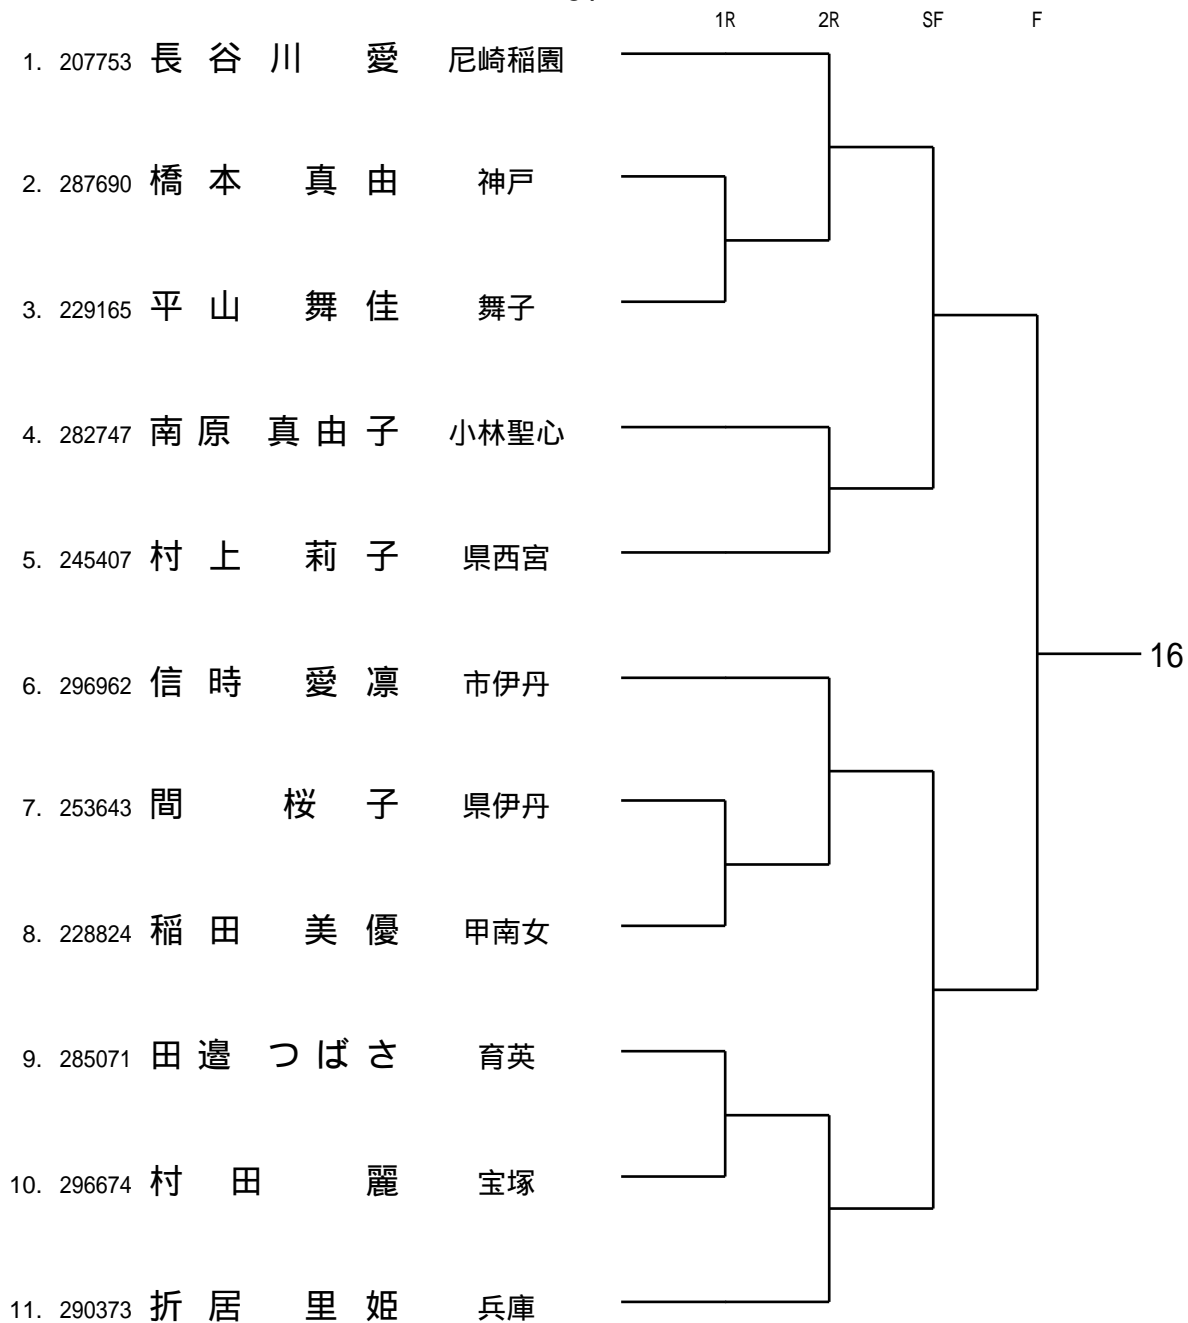 1R 2R SF F
1. 207753 長谷川 愛 尼崎稲園
2. 287690 橋本 真由 神戸
3. 229165 平山 舞佳 舞子
4. 282747 南原 真由子 小林聖心
5. 245407 村上 莉子 県西宮
16
6. 296962 信時 愛凛 市伊丹
7. 253643 間 桜子 県伊丹
8. 228824 稲田 美優 甲南女
9. 285071 田邉 つばさ 育英
10. 296674 村田 麗 宝塚
11. 290373 折居 里姫 兵庫